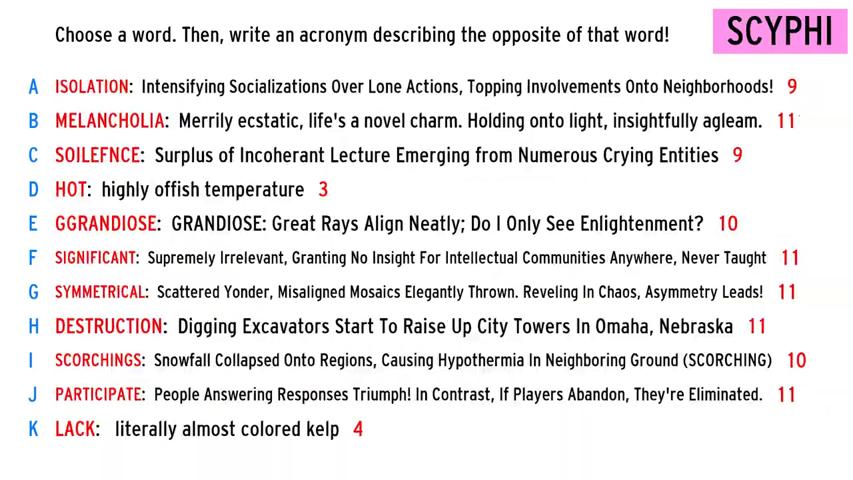 Choose a word. Then, write an acronym describing the opposite of that word!
SCYPHI
A ISOLATION: Intensifying Socializations Over Lone Actions, Topping Involvements Onto Neighborhoods! 9
B MELANCHOLIA: Merrily ecstatic, life's a novel charm. Holding onto light, insightfully agleam. 11
C SOILEFNCE: Surplus of Incoherant Lecture Emerging from Numerous Crying Entities 9
D HOT: highly offish temperature 3
E GGRANDIOSE: GRANDIOSE: Great Rays Align Neatly; Do I Only See Enlightenment? 10
F SIGNIFICANT: Supremely Irrelevant, Granting No Insight For Intellectual Communities Anywhere, Never Taught 11
G SYMMETRICAL: Scattered Yonder, Misaligned Mosaics Elegantly Thrown. Reveling In Chaos, Asymmetry Leads! 11
H DESTRUCTION: Digging Excavators Start To Raise Up City Towers In Omaha, Nebraska 11
I SCORCHINGS: Snowfall Collapsed Onto Regions, Causing Hypothermia In Neighboring Ground (SCORCHING) 10
J PARTICIPATE: People Answering Responses Triumph! In Contrast, If Players Abandon, They're Eliminated. 11
K LACK: literally almost colored kelp 4